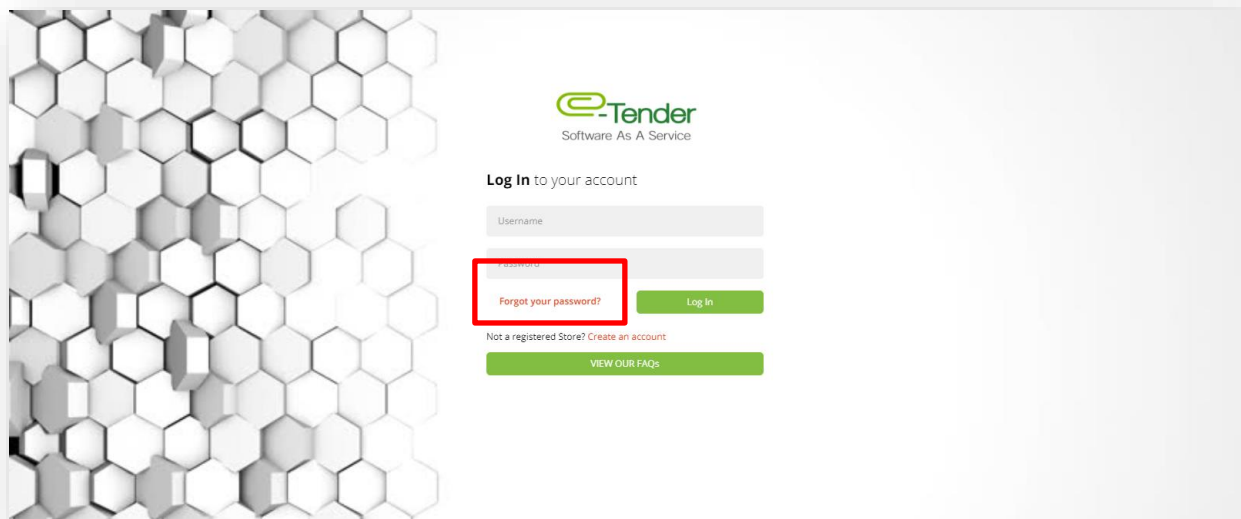 e-Tender
Software As A Service
Log In to your account
Username
Password
Forgot your password?
Log In
Not a registered Store? Create an account
VIEW OUR FAQs